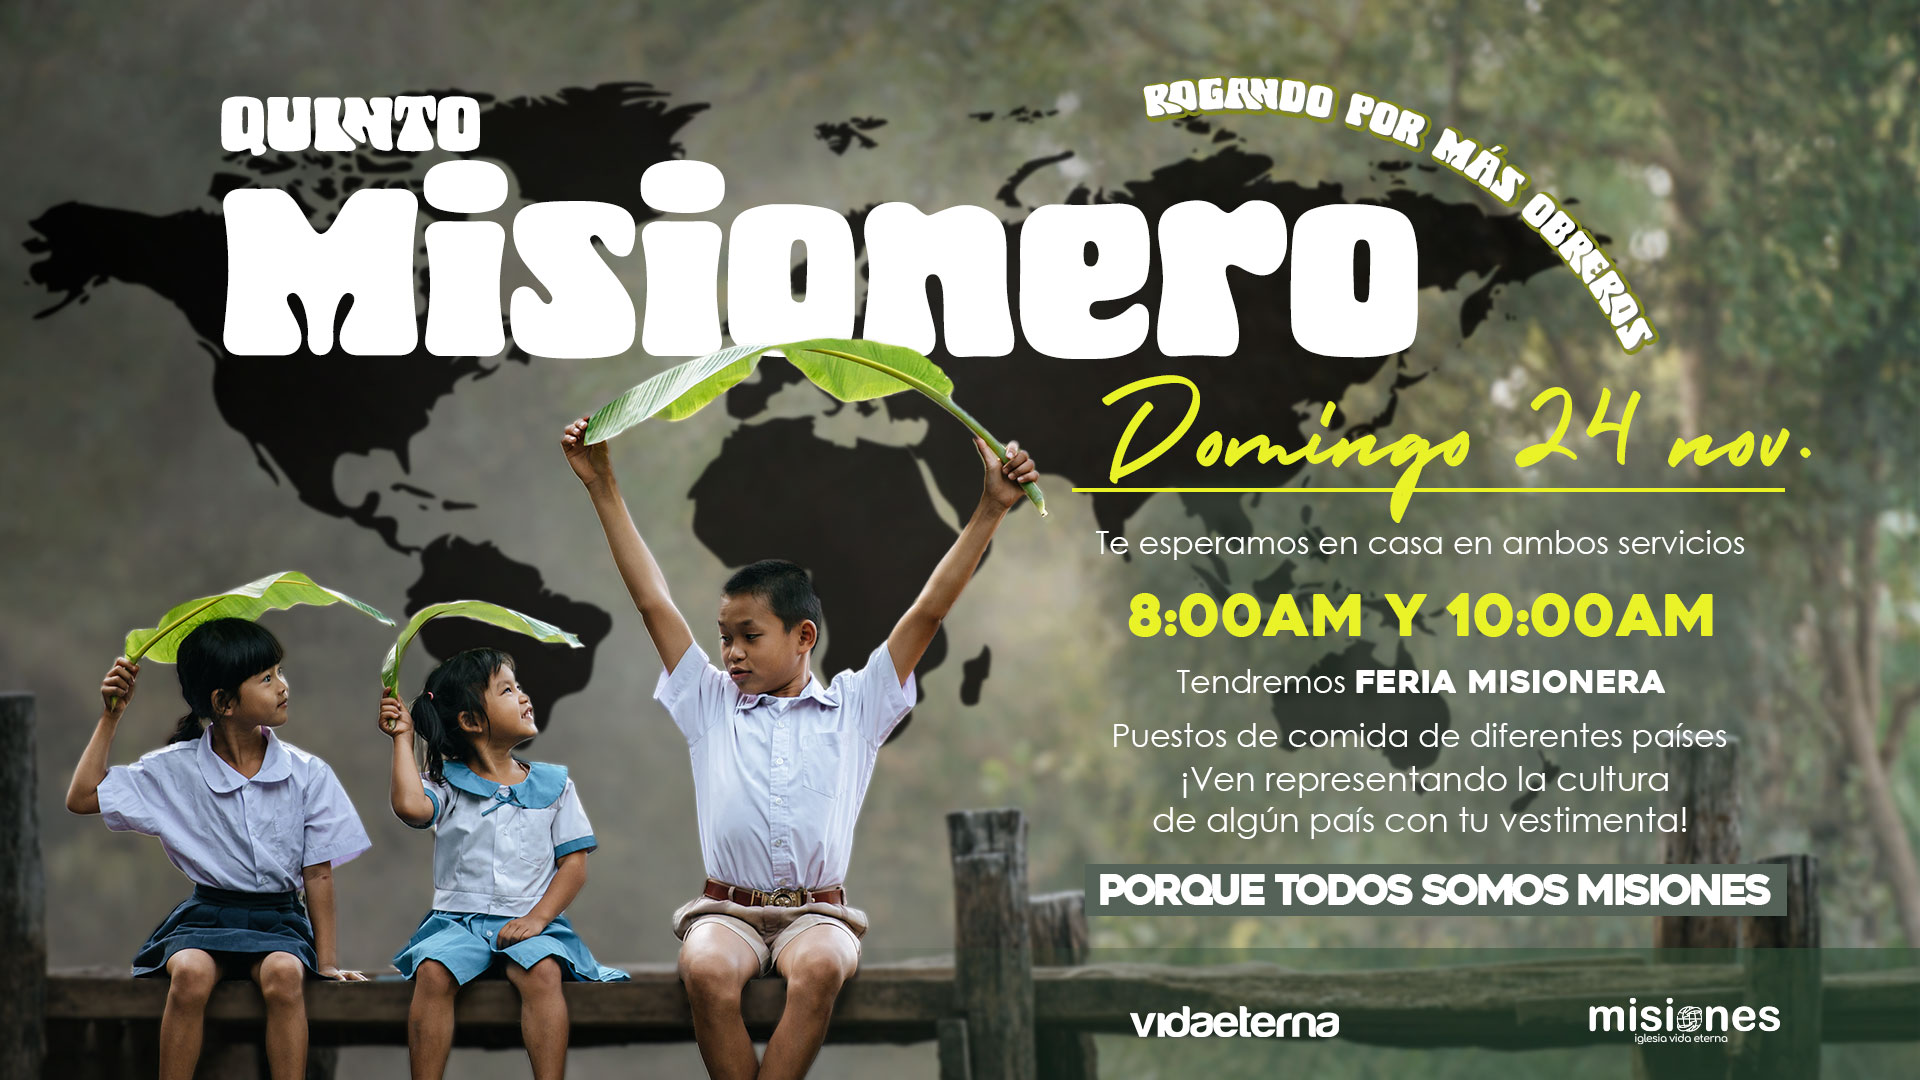 QUINTO
Misionero
ROGANDO POR MÁS OBREROS
Domingo 24 nov.
Te esperamos en casa en ambos servicios
8:00AM Y 10:00AM
Tendremos FERIA MISIONERA
Puestos de comida de diferentes países
¡Ven representando la cultura
de algún país con tu vestimenta!
PORQUE TODOS SOMOS MISIONES
vidaeterna
misiones
iglesia vida eterna